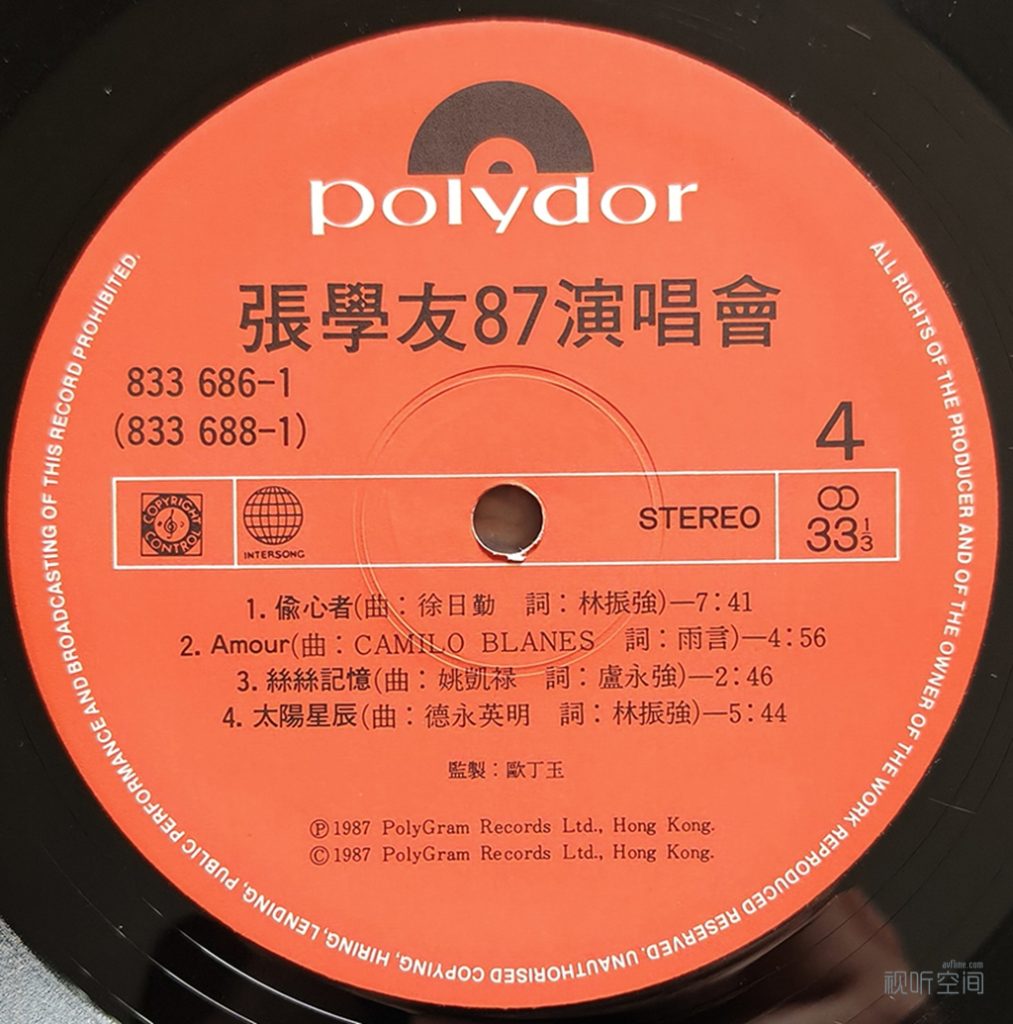 polydor
張學友87演唱會
833 686-1
(833 688-1)
4
COPYRIGHT CONTROL
INTERSONG
STEREO
33⅓
1. 偷心者(曲：徐日勤 詞：林振強)—7：41
2. Amour(曲：CAMILO BLANES 詞：雨言)—4：56
3. 絲絲記憶(曲：姚凱禄 詞：盧永強)—2：46
4. 太陽星辰(曲：德永英明 詞：林振強)—5：44
監製：歐丁玉
Ⓟ1987 PolyGram Records Ltd., Hong Kong.
©1987 PolyGram Records Ltd., Hong Kong.
ALL RIGHTS OF THE PRODUCER AND OF THE OWNER OF THE WORK REPRODUCED RESERVED. UNAUTHORISED COPYING, HIRING, LENDING, PUBLIC PERFORMANCE AND BROADCASTING OF THIS RECORD PROHIBITED.
视听空间